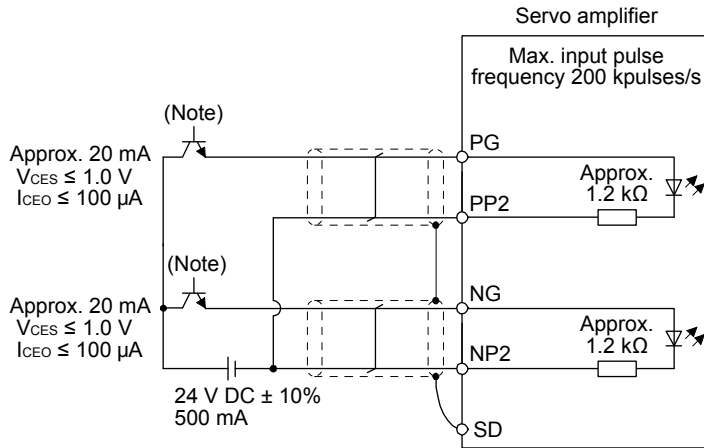 Servo amplifier
Max. input pulse
frequency 200 kpulses/s
(Note)
Approx. 20 mA
VCES ≤ 1.0 V
ICEO ≤ 100 μA
PG
Approx.
1.2 kΩ
PP2
(Note)
Approx. 20 mA
VCES ≤ 1.0 V
ICEO ≤ 100 μA
NG
Approx.
1.2 kΩ
NP2
24 V DC ± 10%
500 mA
SD